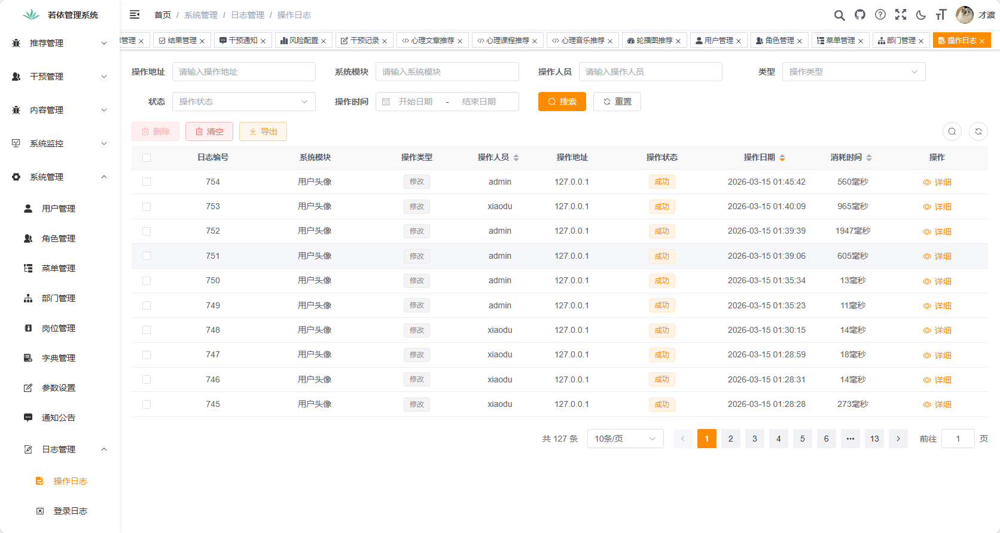 若依管理系统
首页 / 系统管理 / 日志管理 / 操作日志
才渡
管理 结果管理 干预通知 风险配置 干预记录 心理文章推荐 心理课程推荐 心理音乐推荐 轮播图推荐 用户管理 角色管理 菜单管理 部门管理 操作日志
推荐管理
干预管理
内容管理
系统监控
系统管理
用户管理
角色管理
菜单管理
部门管理
岗位管理
字典管理
参数设置
通知公告
日志管理
操作日志
登录日志
操作地址 请输入操作地址 系统模块 请输入系统模块 操作人员 请输入操作人员 类型 操作类型
状态 操作状态 操作时间 开始日期 - 结束日期 搜索 重置
删除 清空 导出
日志编号 系统模块 操作类型 操作人员 操作地址 操作状态 操作日期 消耗时间 操作
754 用户头像 修改 admin 127.0.0.1 成功 2026-03-15 01:45:42 560毫秒 详细
753 用户头像 修改 xiaodu 127.0.0.1 成功 2026-03-15 01:40:09 965毫秒 详细
752 用户头像 修改 admin 127.0.0.1 成功 2026-03-15 01:39:39 1947毫秒 详细
751 用户头像 修改 admin 127.0.0.1 成功 2026-03-15 01:39:06 605毫秒 详细
750 用户头像 修改 admin 127.0.0.1 成功 2026-03-15 01:35:34 13毫秒 详细
749 用户头像 修改 admin 127.0.0.1 成功 2026-03-15 01:35:23 11毫秒 详细
748 用户头像 修改 xiaodu 127.0.0.1 成功 2026-03-15 01:30:15 14毫秒 详细
747 用户头像 修改 xiaodu 127.0.0.1 成功 2026-03-15 01:28:59 18毫秒 详细
746 用户头像 修改 xiaodu 127.0.0.1 成功 2026-03-15 01:28:31 14毫秒 详细
745 用户头像 修改 xiaodu 127.0.0.1 成功 2026-03-15 01:28:28 273毫秒 详细
共 127 条 10条/页 1 2 3 4 5 6 ··· 13 前往 1 页